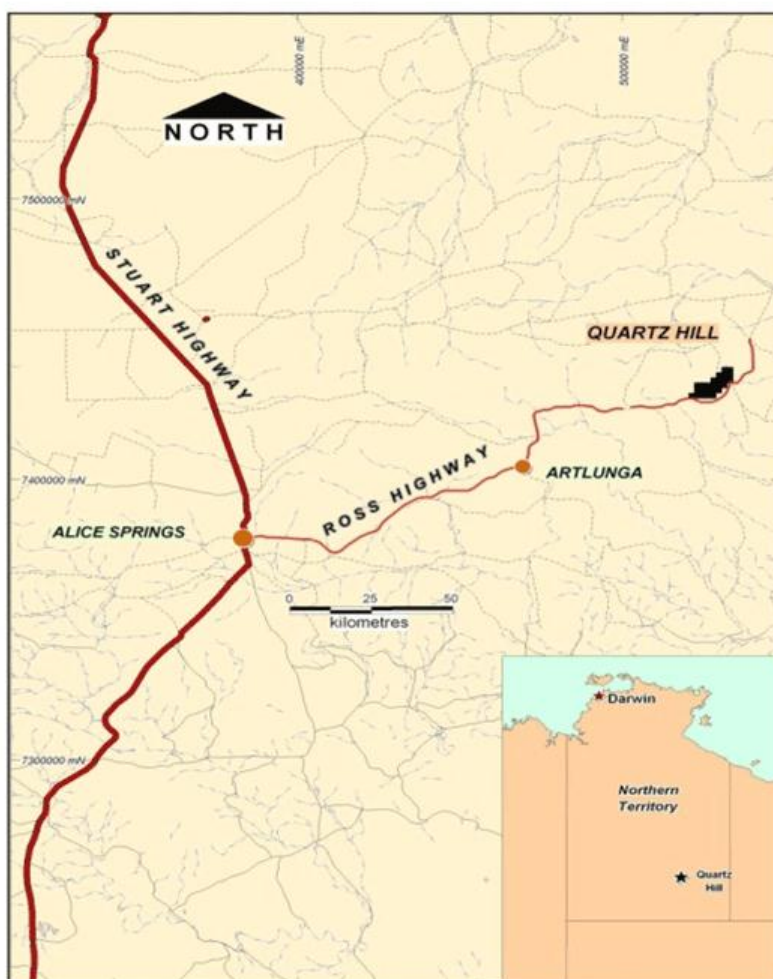 400000 mE
500000 mE
NORTH
7500000 mN
STUART HIGHWAY
QUARTZ HILL
ROSS HIGHWAY
ARTLUNGA
7400000 mN
ALICE SPRINGS
0 25 50
kilometres
Darwin
7300000 mN
Northern
Territory
Quartz
Hill